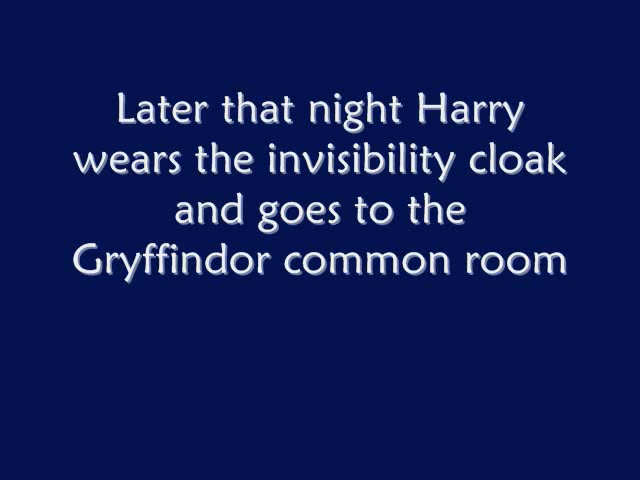 Later that night Harry
wears the invisibility cloak
and goes to the
Gryffindor common room